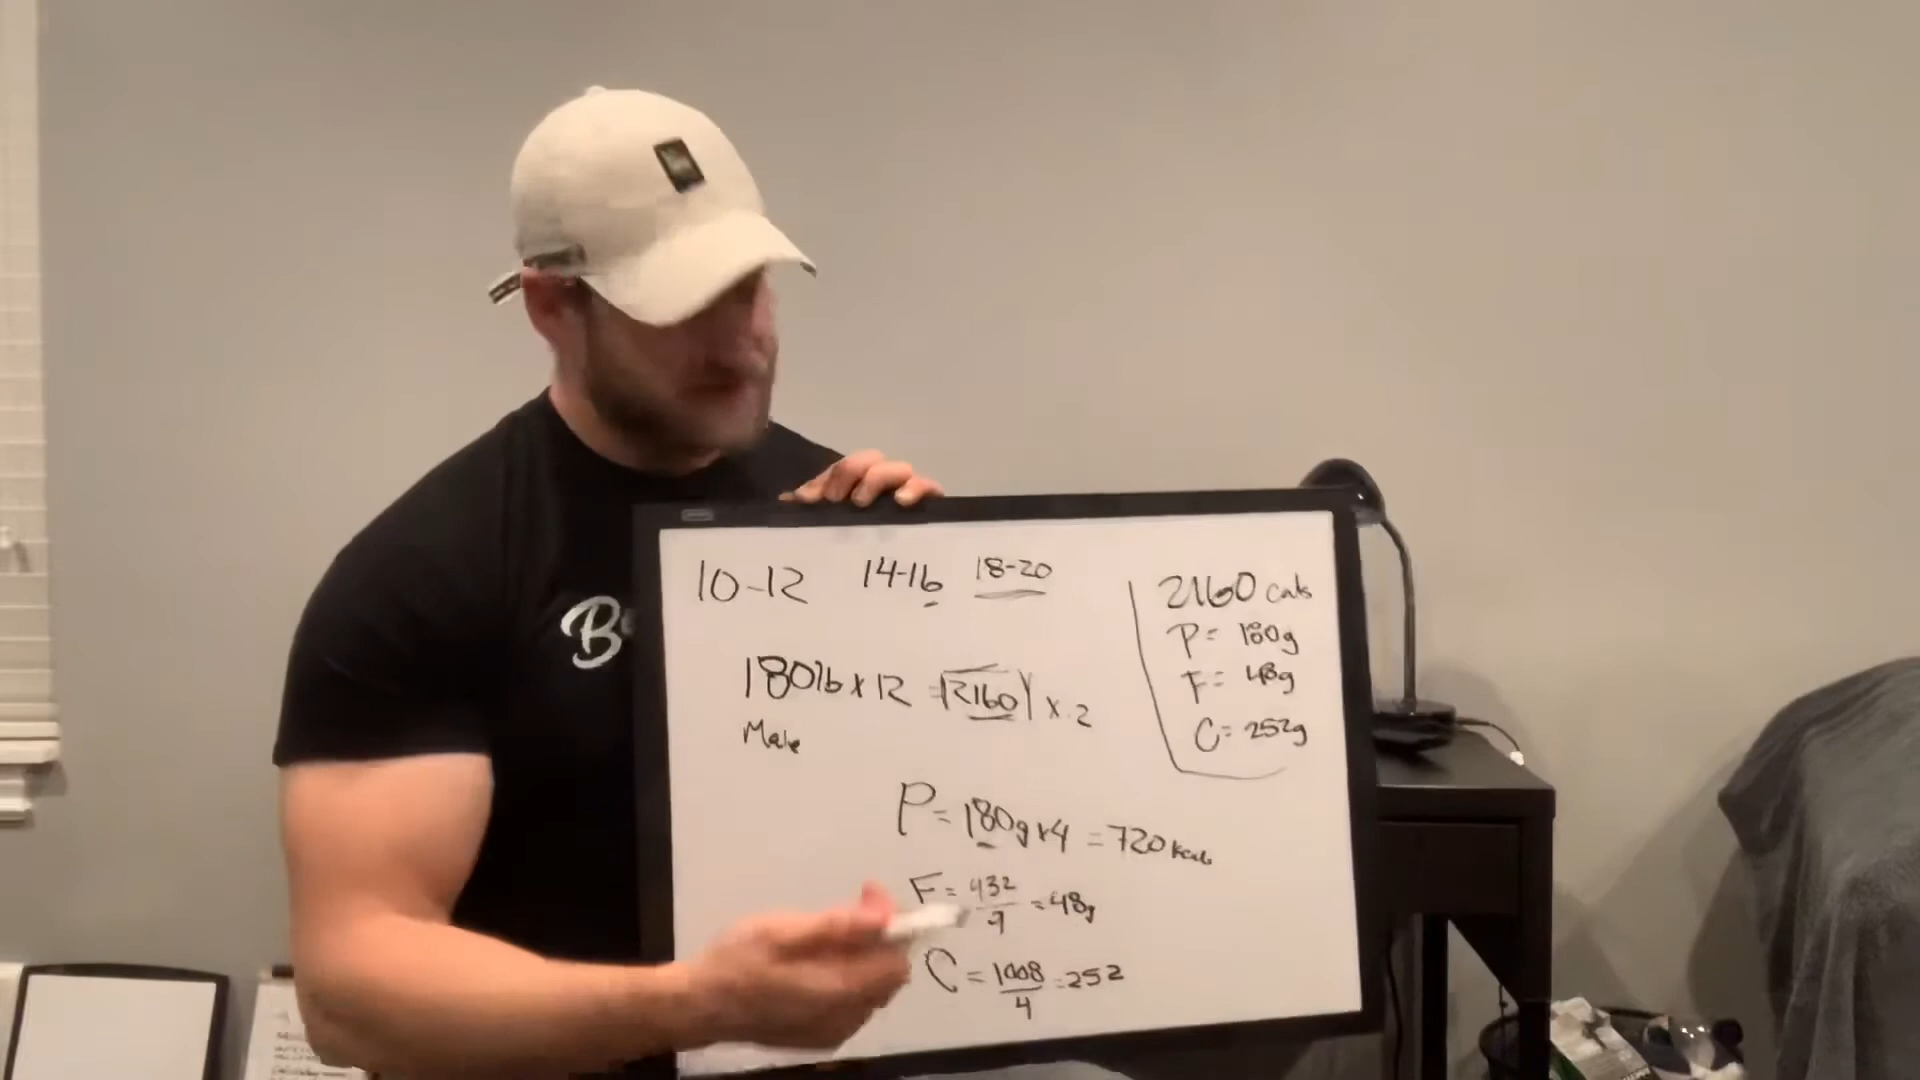 10-12 14-16 18-20
180lb x 12 = 2160 x .2
Male
P = 180g x 4 = 720 kcals
F = 432/9 = 48g
C = 1008/4 = 252
2160 cals
P = 180g
F = 48g
C = 252g
B